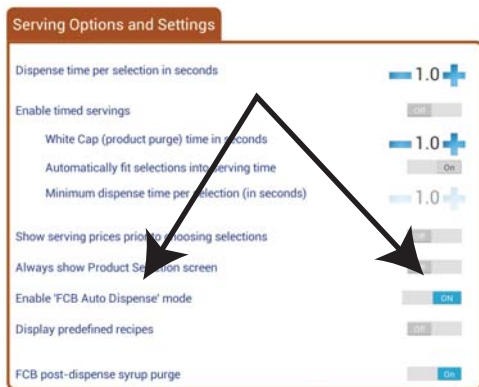 Serving Options and Settings
Dispense time per selection in seconds 1.0
Enable timed servings Off
White Cap (product purge) time in seconds 1.0
Automatically fit selections into serving time On
Minimum dispense time per selection (in seconds) 1.0
Show serving prices prior to choosing selections Off
Always show Product Selection screen
Enable 'FCB Auto Dispense' mode ON
Display predefined recipes Off
FCB post-dispense syrup purge On